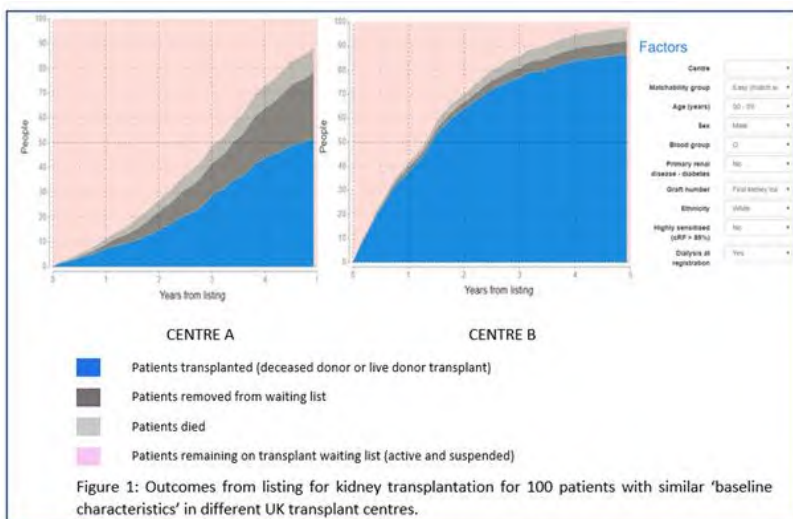 100
90
80
70
60
50
40
30
20
10
0
People
0 1 2 3 4 5
Years from listing
CENTRE A
100
90
80
70
60
50
40
30
20
10
0
People
0 1 2 3 4 5
Years from listing
CENTRE B
Factors
Centre
Matchability group Easy
Age (years)
Sex Male
Blood group O
Primary renal
disease - diabetes No
Graft number First kidney
Ethnicity White
Highly sensitised
(cRF > 85%) No
Dialysis at
registration Yes
Patients transplanted (deceased donor or live donor transplant)
Patients removed from waiting list
Patients died
Patients remaining on transplant waiting list (active and suspended)
Figure 1: Outcomes from listing for kidney transplantation for 100 patients with similar ‘baseline
characteristics’ in different UK transplant centres.